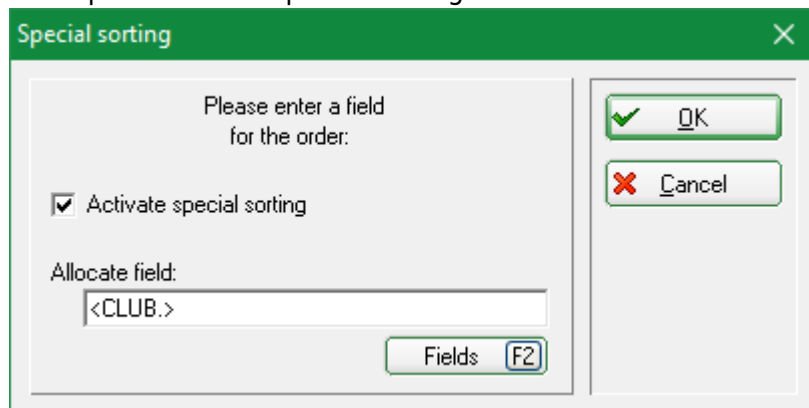 Special sorting
Please enter a field
for the order:
Activate special sorting
Allocate field:
<CLUB.>
Fields F2
OK
Cancel